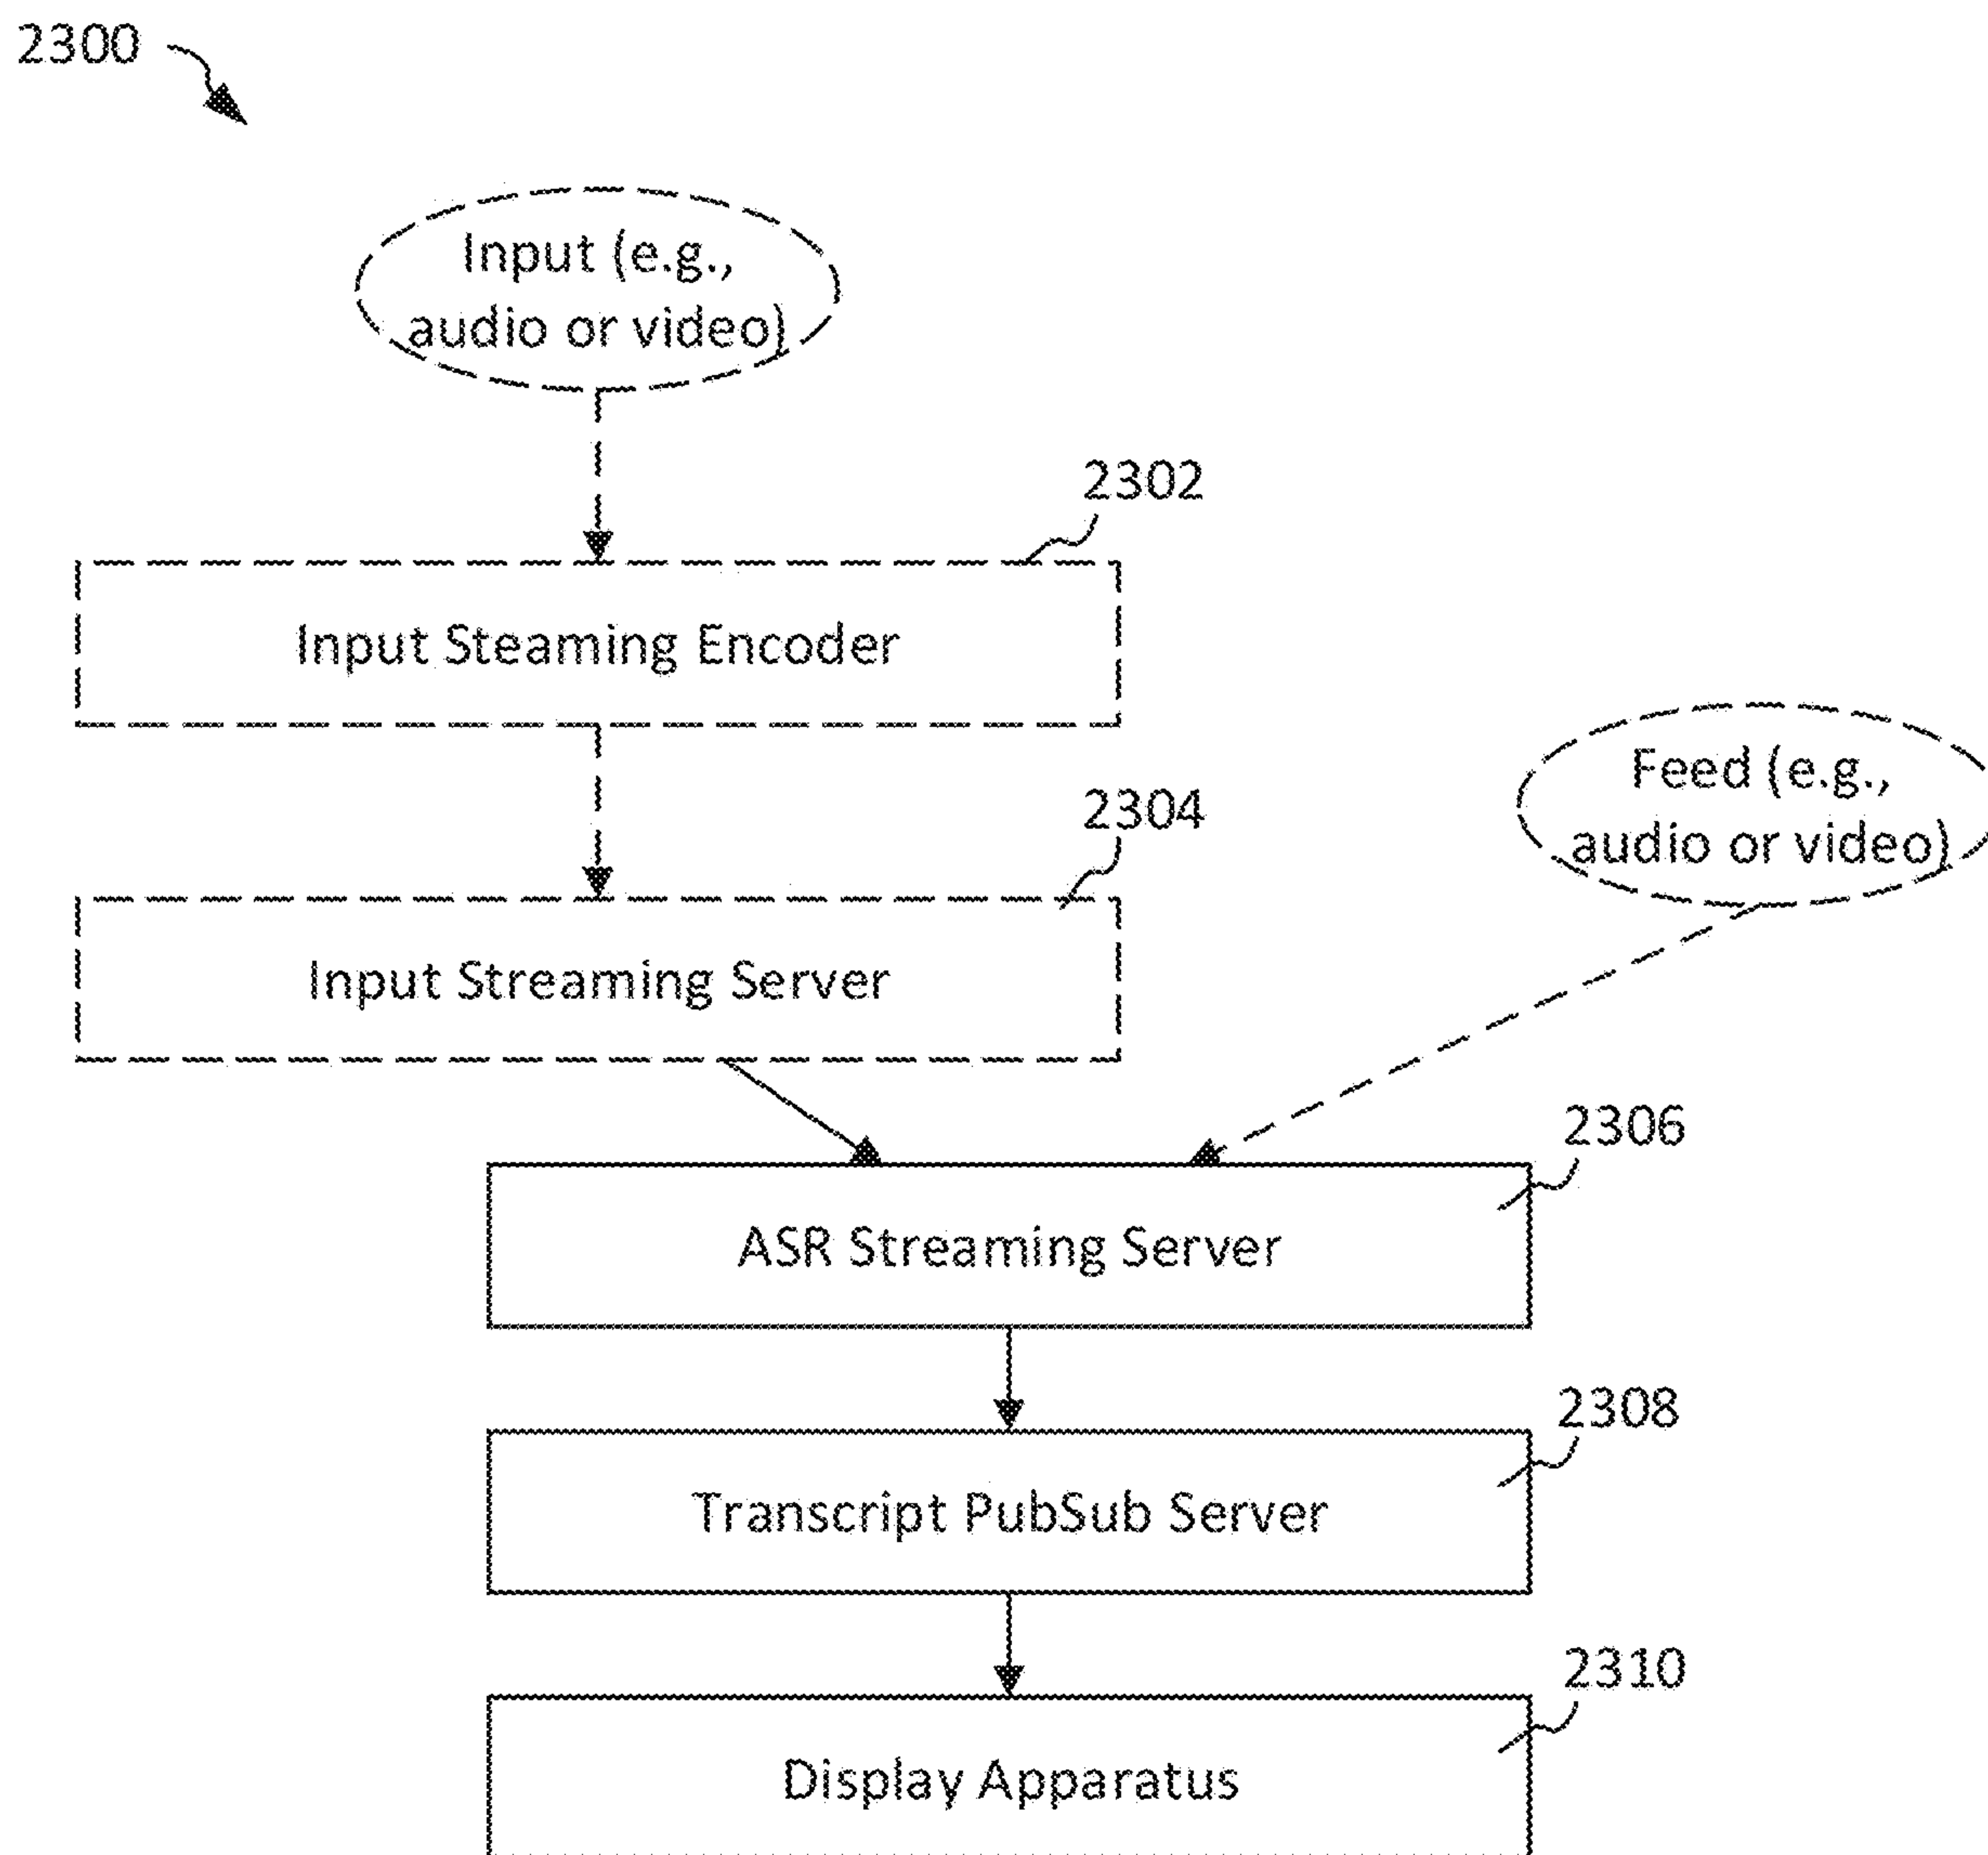 2300
Input (e.g.,
audio or video)
2302
Input Steaming Encoder
2304
Input Streaming Server
Feed (e.g.,
audio or video)
2306
ASR Streaming Server
2308
Transcript PubSub Server
2310
Display Apparatus